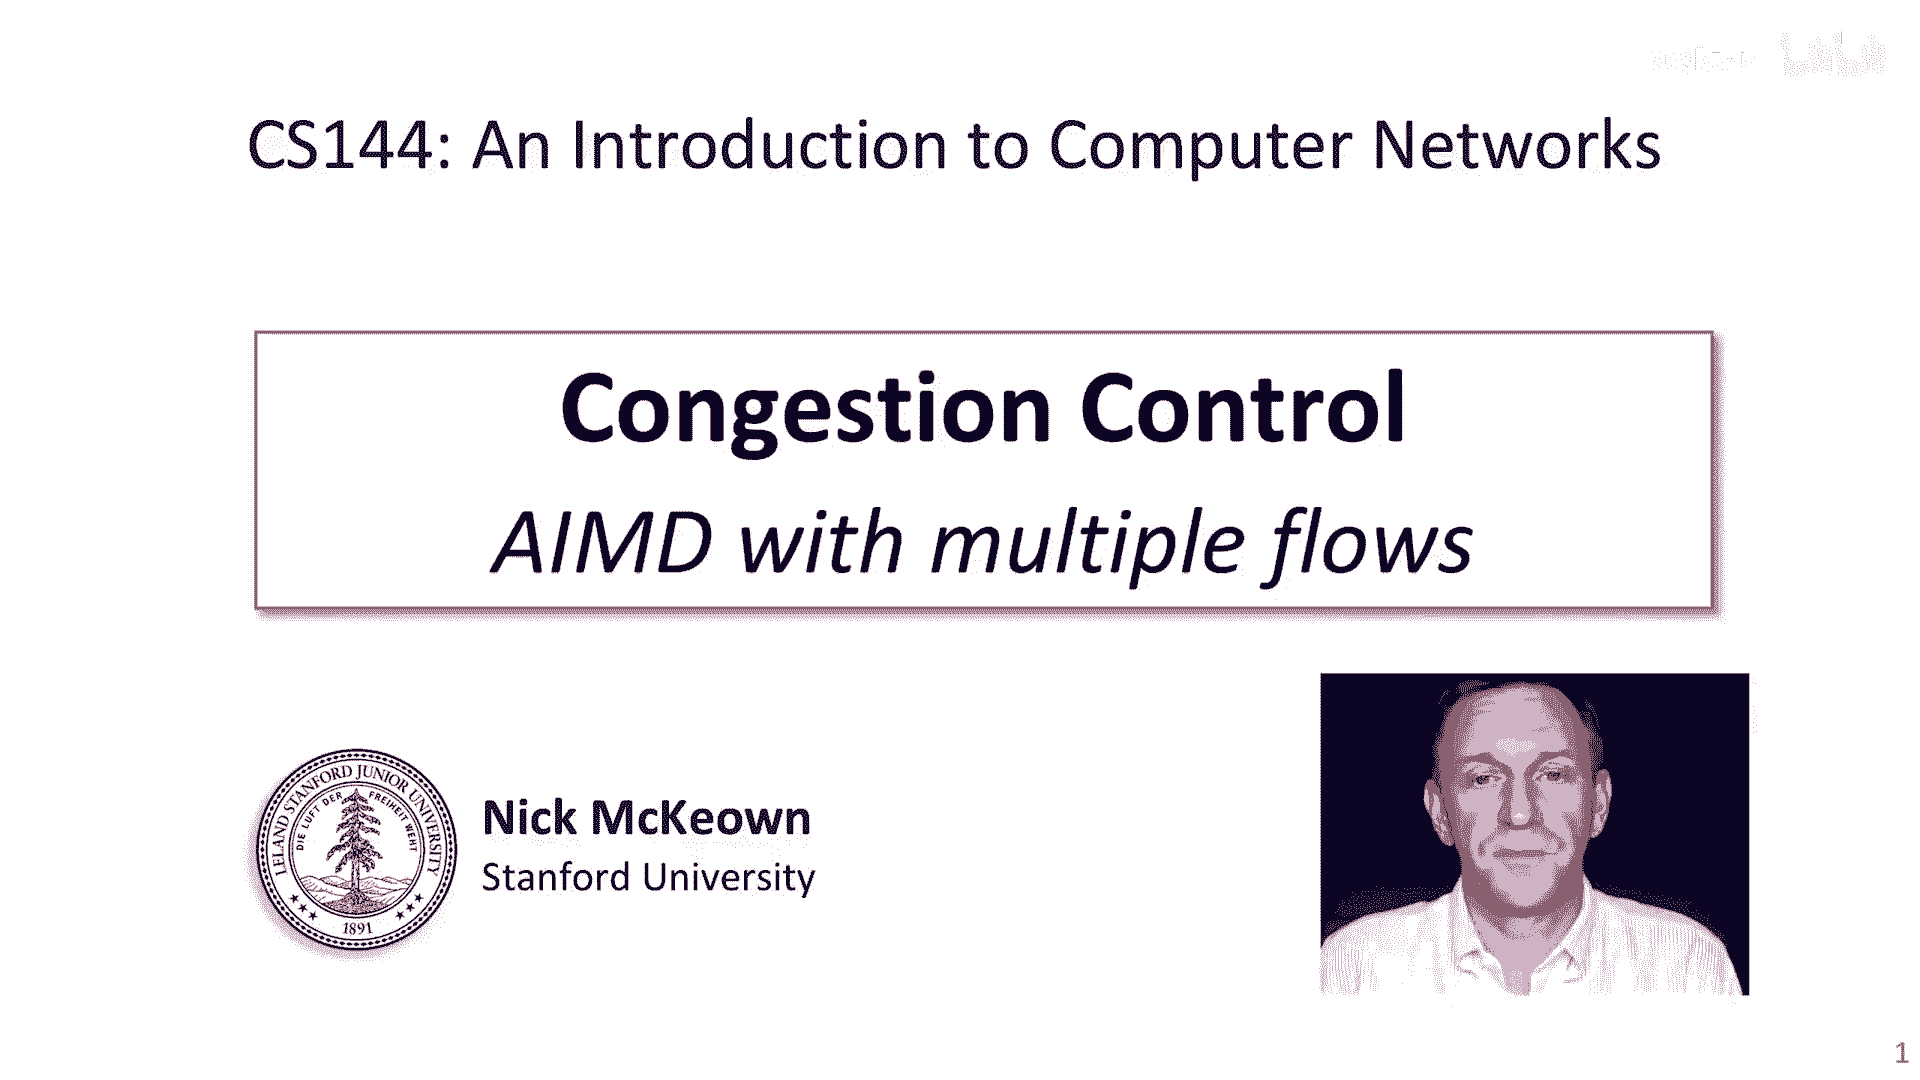 CS144: An Introduction to Computer Networks
Congestion Control
AIMD with multiple flows
LELAND STANFORD JUNIOR UNIVERSITY
DIE LUFT DER FREIHEIT WEHT
1891
Nick McKeown
Stanford University
1